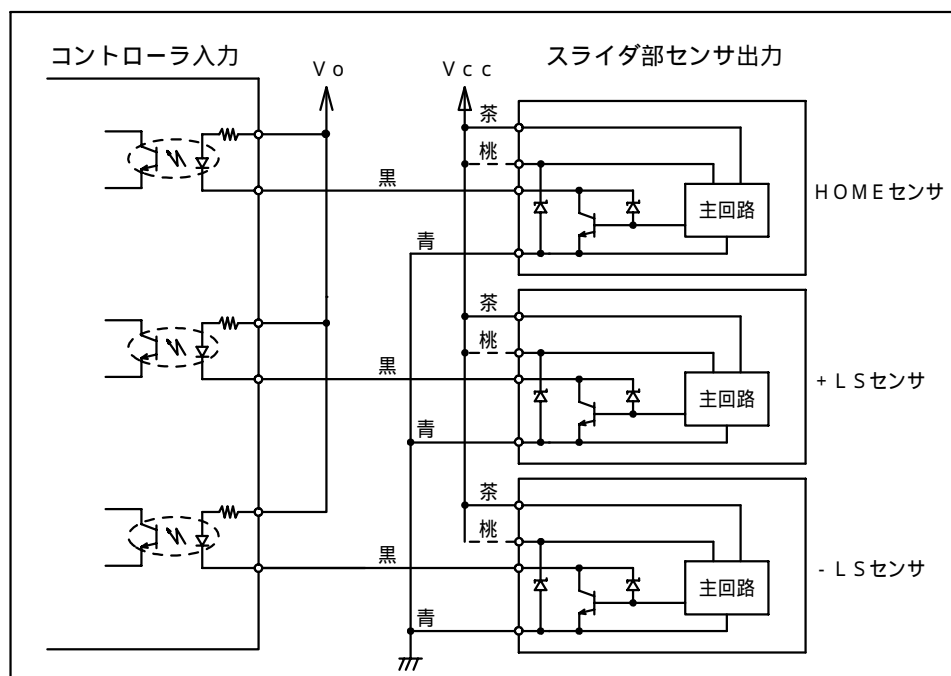 コントローラ入力
Vo
Vcc
スライダ部センサ出力
茶
桃
黒
青
主回路
HOMEセンサ
茶
桃
黒
青
主回路
+LSセンサ
茶
桃
黒
青
主回路
-LSセンサ